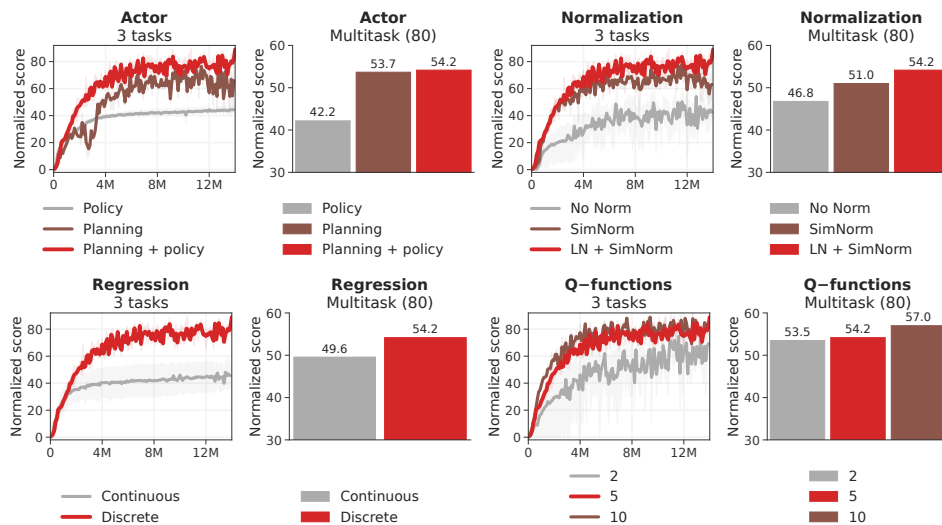 Actor
3 tasks
Normalized score
80
60
40
20
0
0 4M 8M 12M
Policy
Planning
Planning + policy
Actor
Multitask (80)
Normalized score
60
50
40
30
42.2
53.7
54.2
Policy
Planning
Planning + policy
Normalization
3 tasks
Normalized score
80
60
40
20
0
0 4M 8M 12M
No Norm
SimNorm
LN + SimNorm
Normalization
Multitask (80)
Normalized score
60
50
40
30
46.8
51.0
54.2
No Norm
SimNorm
LN + SimNorm
Regression
3 tasks
Normalized score
80
60
40
20
0
0 4M 8M 12M
Continuous
Discrete
Regression
Multitask (80)
Normalized score
60
50
40
30
49.6
54.2
Continuous
Discrete
Q−functions
3 tasks
Normalized score
80
60
40
20
0
0 4M 8M 12M
2
5
10
Q−functions
Multitask (80)
Normalized score
60
50
40
30
53.5
54.2
57.0
2
5
10